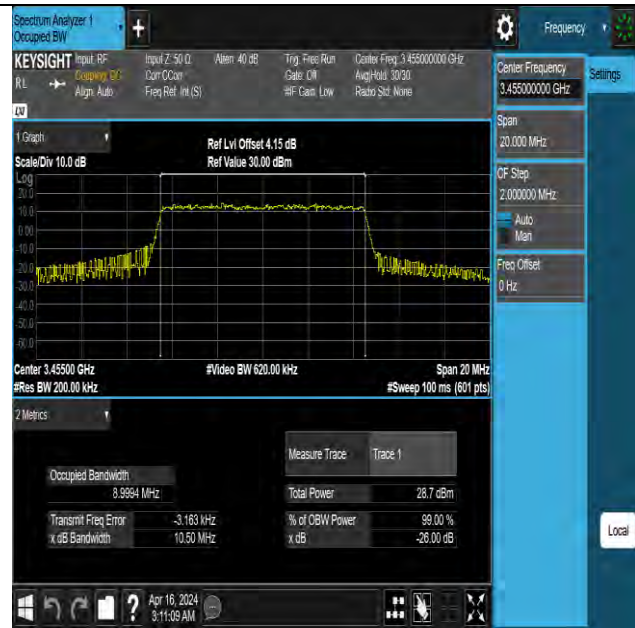 Spectrum Analyzer 1
Occupied BW
Frequency
KEYSIGHT Input: RF Input Z: 50 Ω Atten: 40 dB Trig: Free Run Center Freq: 3.455000000 GHz
RL Coupling: DC Corr CCorr Gate: Off Avg|Hold: 30/30
Align: Auto Freq Ref: Int (S) #IF Gain: Low Radio Std: None
LXI
Center Frequency
3.455000000 GHz
Settings
Span
20.000 MHz
CF Step
2.000000 MHz
Auto
Man
Freq Offset
0 Hz
1 Graph
Ref Lvl Offset 4.15 dB
Scale/Div 10.0 dB Ref Value 30.00 dBm
Log
20.0
10.0
0.00
-10.0
-20.0
-30.0
-40.0
-50.0
-60.0
Center 3.45500 GHz #Video BW 620.00 kHz Span 20 MHz
#Res BW 200.00 kHz #Sweep 100 ms (601 pts)
2 Metrics
Measure Trace Trace 1
Occupied Bandwidth
8.9994 MHz Total Power 28.7 dBm
Transmit Freq Error -3.163 kHz % of OBW Power 99.00 %
x dB Bandwidth 10.50 MHz x dB -26.00 dB
Local
? Apr 16, 2024
3:11:09 AM